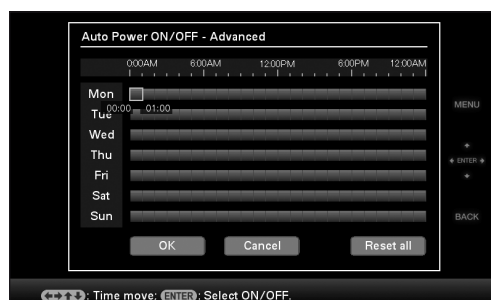 Auto Power ON/OFF - Advanced
0:00AM 6:00AM 12:00PM 6:00PM 12:00AM
Mon
00:00 01:00
Tue
Wed
Thu
Fri
Sat
Sun
MENU
ENTER
BACK
OK Cancel Reset all
: Time move; ENTER: Select ON/OFF.